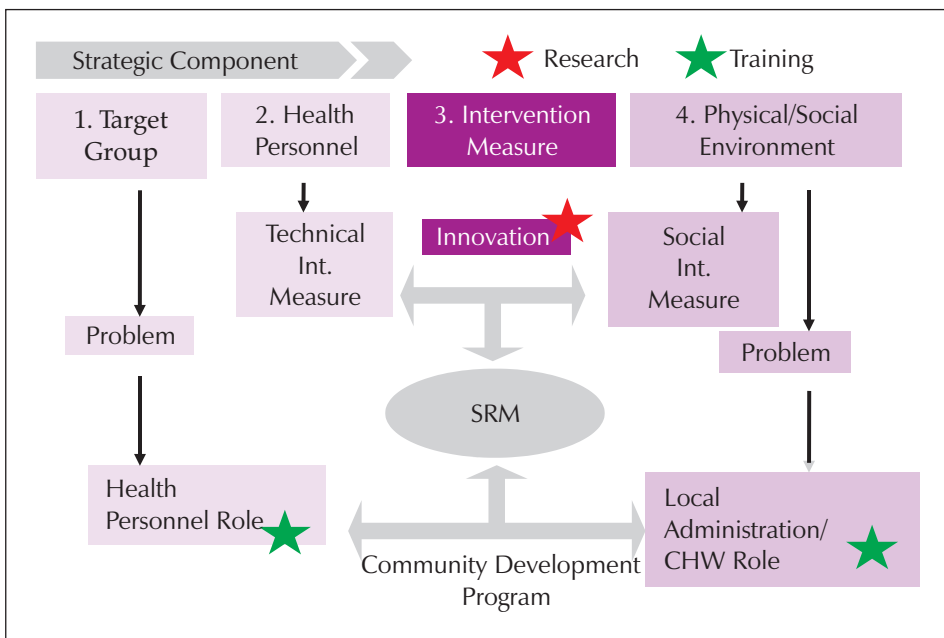 Strategic Component
Research
Training
1. Target
Group
2. Health
Personnel
3. Intervention
Measure
4. Physical/Social
Environment
Technical
Int.
Measure
Innovation
Social
Int.
Measure
Problem
Problem
SRM
Health
Personnel Role
Local
Administration/
CHW Role
Community Development
Program